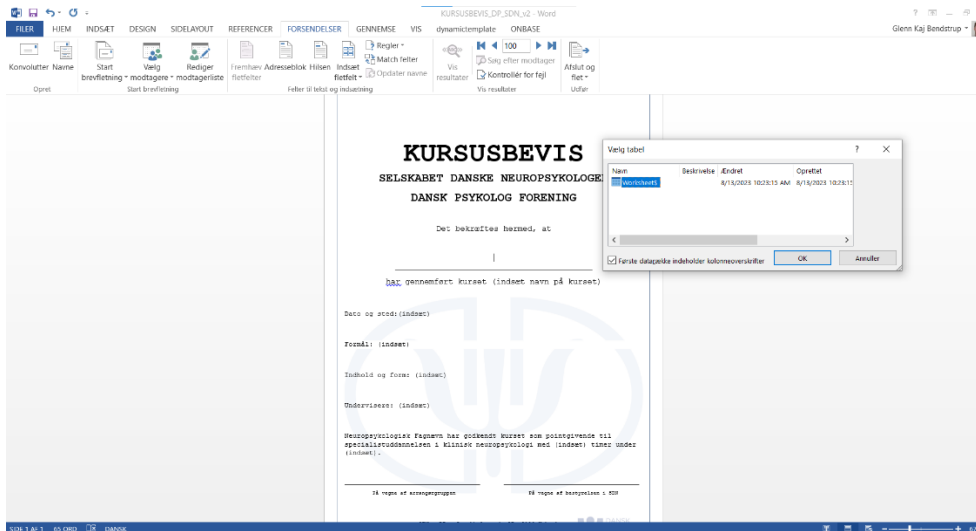 KURSUSBEVIS_DP_SDN_v2 - Word
FILER HJEM INDSÆT DESIGN SIDELAYOUT REFERENCER FORSENDELSER GENNEMSE VIS dynamictemplate ONBASE Glenn Kaj Bendstrup
Konvolutter Navne
Start brevfletning
Vælg modtagere
Rediger modtagerliste
Fremhæv fletfelter
Adresseblok
Hilsen
Indsæt fletfelt
Regler
Match felter
Opdater navne
Vis resultater
100
Søg efter modtager
Kontrollér for fejl
Afslut og flet
Opret
Start brevfletning
Felter til tekst og indsætning
Vis resultater
Udfør
KURSUSBEVIS
SELSKABET DANSKE NEUROPSYKOLOGE
DANSK PSYKOLOG FORENING
Det bekræftes hermed, at
har gennemført kurset (indsæt navn på kurset)
Dato og sted:(indsæt)
Formål: (indsæt)
Indhold og form: (indsæt)
Undervisere: (indsæt)
Neuropsykologisk Fagnævn har godkendt kurset som pointgivende til
specialistuddannelsen i klinisk neuropsykologi med (indsæt) timer under
(indsæt).
På vegne af arrangørgruppen På vegne af bestyrelsen i SDN
DANSK
Vælg tabel ?
Navn Beskrivelse Ændret Oprettet
Worksheet$ 8/13/2023 10:23:15 AM 8/13/2023 10:23:15
Første datarække indeholder kolonneoverskrifter
OK Annuller
SIDE 1 AF 1 65 ORD DANSK